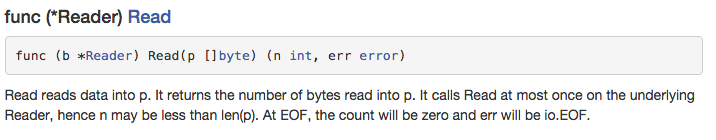 func (*Reader) Read
func (b *Reader) Read(p []byte) (n int, err error)
Read reads data into p. It returns the number of bytes read into p. It calls Read at most once on the underlying
Reader, hence n may be less than len(p). At EOF, the count will be zero and err will be io.EOF.